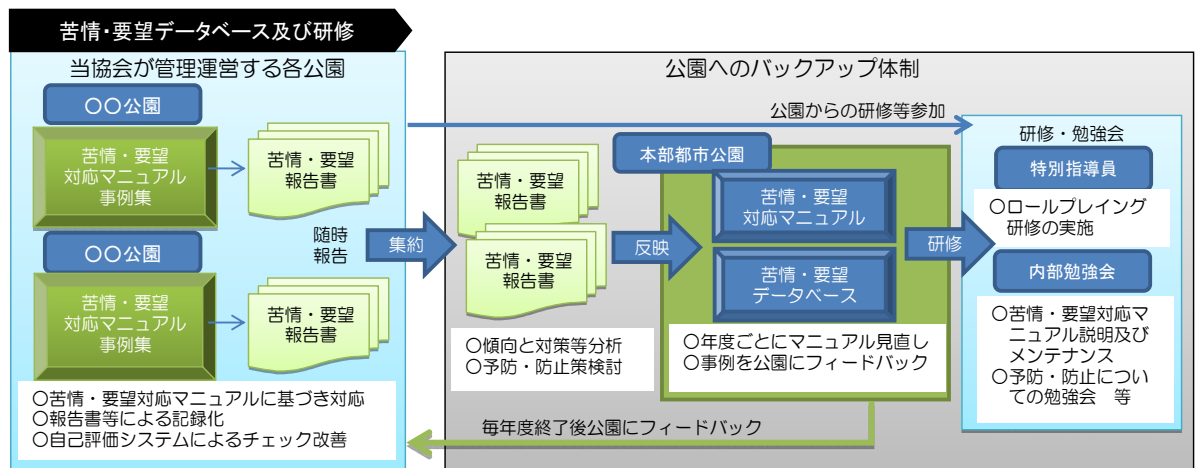 苦情・要望データベース及び研修
当協会が管理運営する各公園
〇〇公園
苦情・要望
対応マニュアル
事例集
苦情・要望
報告書
〇〇公園
苦情・要望
対応マニュアル
事例集
苦情・要望
報告書
随時
報告
集約
〇苦情・要望対応マニュアルに基づき対応
〇報告書等による記録化
〇自己評価システムによるチェック改善
公園へのバックアップ体制
公園からの研修等参加
苦情・要望
報告書
苦情・要望
報告書
〇傾向と対策等分析
〇予防・防止策検討
反映
本部都市公園
苦情・要望
対応マニュアル
苦情・要望
データベース
〇年度ごとにマニュアル見直し
〇事例を公園にフィードバック
研修
研修・勉強会
特別指導員
〇ロールプレイング
研修の実施
内部勉強会
〇苦情・要望対応マ
ニュアル説明及び
メンテナンス
〇予防・防止につい
ての勉強会　等
毎年度終了後公園にフィードバック